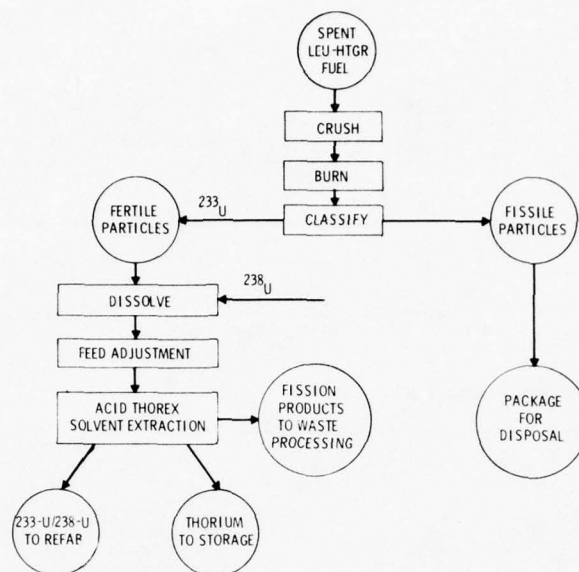 SPENT
LEU-HTGR
FUEL
CRUSH
BURN
CLASSIFY
233U
FERTILE
PARTICLES
FISSILE
PARTICLES
238U
DISSOLVE
FEED ADJUSTMENT
ACID THOREX
SOLVENT EXTRACTION
FISSION
PRODUCTS
TO WASTE
PROCESSING
PACKAGE
FOR
DISPOSAL
233-U/238-U
TO REFAB
THORIUM
TO STORAGE